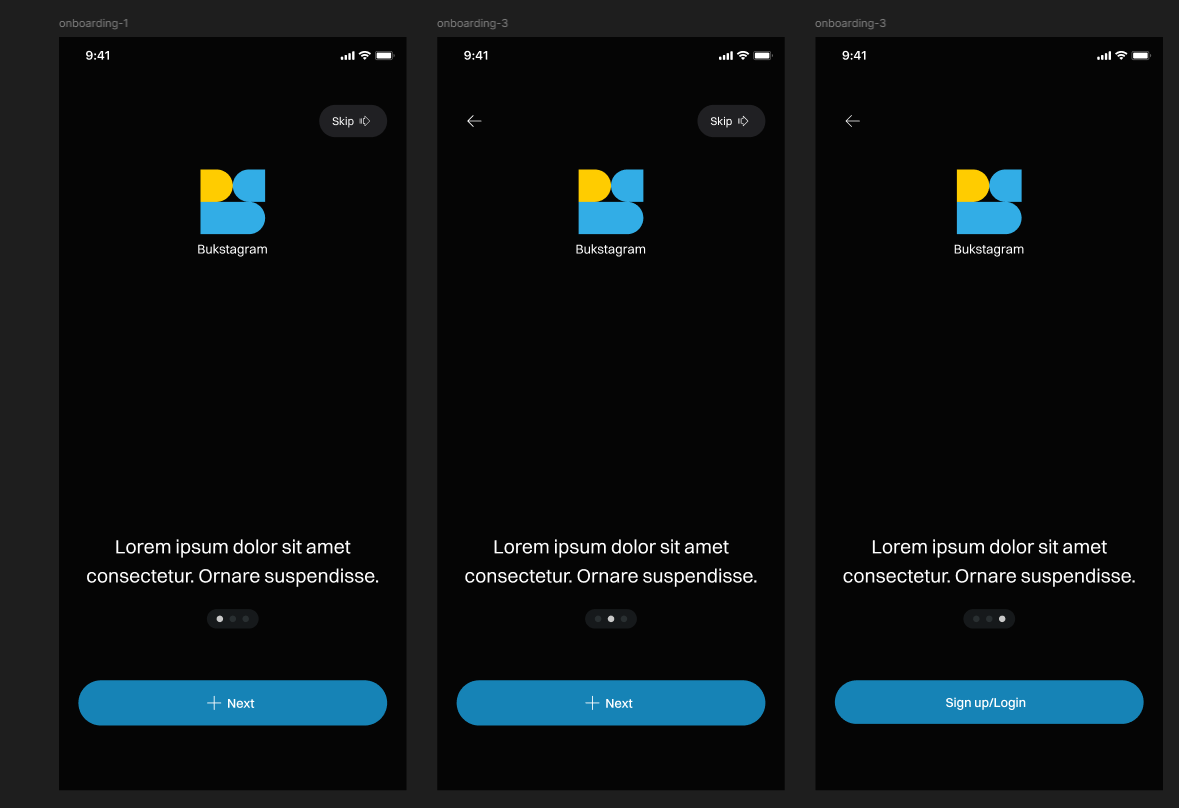 onboarding-1
9:41
Skip
Bukstagram
Lorem ipsum dolor sit amet
consectetur. Ornare suspendisse.
Next
onboarding-3
9:41
Skip
Bukstagram
Lorem ipsum dolor sit amet
consectetur. Ornare suspendisse.
Next
onboarding-3
9:41
Bukstagram
Lorem ipsum dolor sit amet
consectetur. Ornare suspendisse.
Sign up/Login